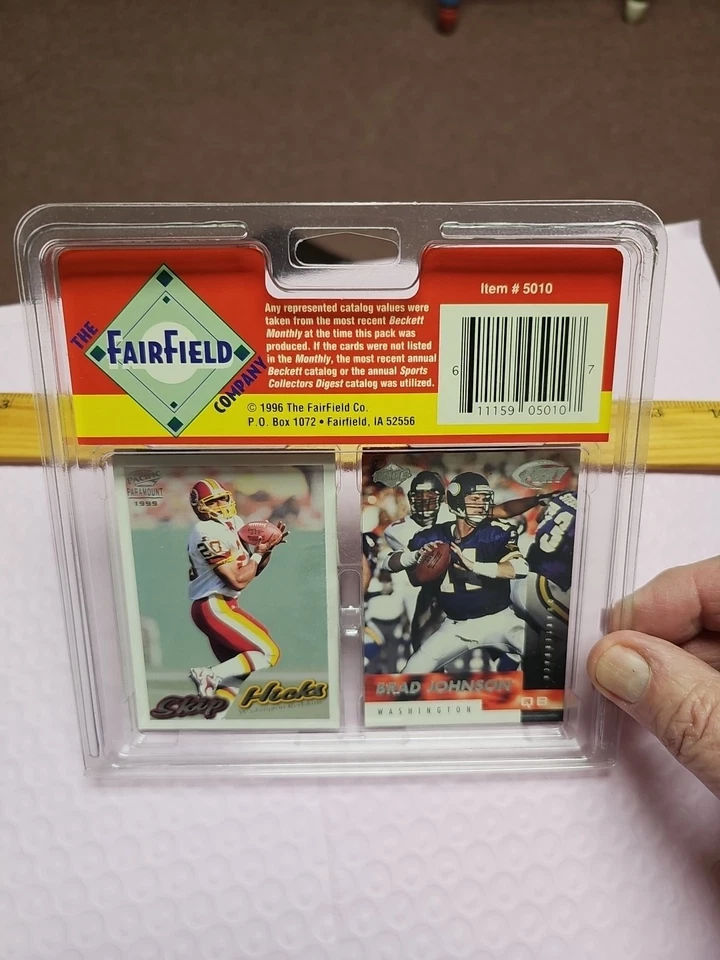 THE
FAIRFIELD
COMPANY
Any represented catalog values were
taken from the most recent Beckett
Monthly at the time this pack was
produced. If the cards were not listed
in the Monthly, the most recent annual
Beckett catalog or the annual Sports
Collectors Digest catalog was utilized.
© 1996 The FairField Co.
P.O. Box 1072 • Fairfield, IA 52556
Item # 5010
6 11159 05010 7
PARAMOUNT
1999
20
Skip Hicks
BRAD JOHNSON
QB
WASHINGTON